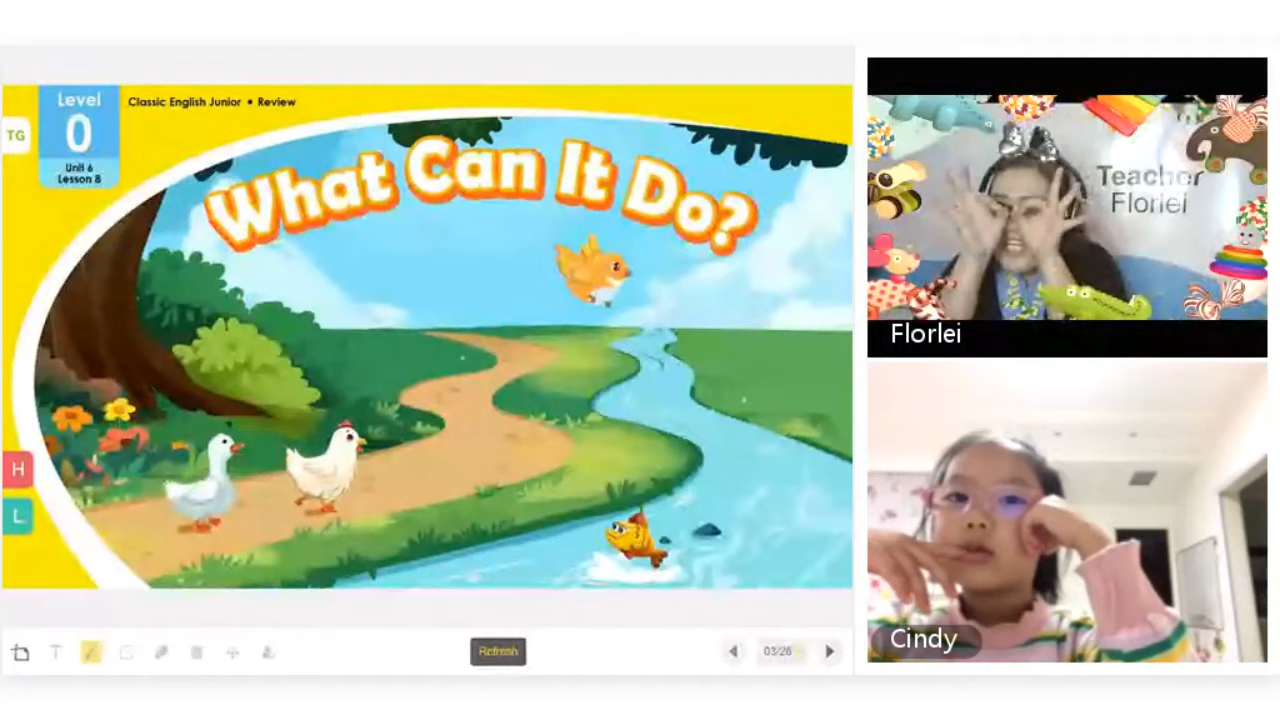 TG
Level
0
Unit 6
Lesson 8
Classic English Junior • Review
What Can It Do?
H
L
Refresh
03/26
Teacher
Florlei
Florlei
Cindy